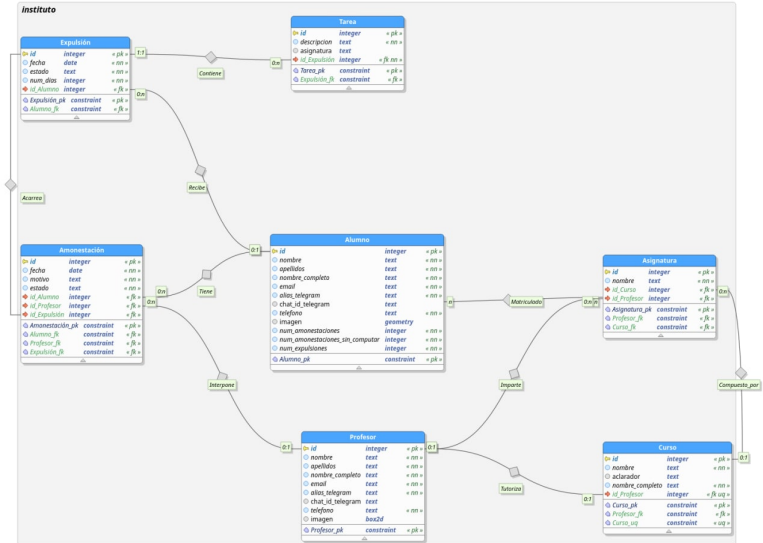 instituto
Tarea
id integer « pk »
descripcion text « nn »
asignatura text
id_Expulsión integer « fk nn »
Tarea_pk constraint « pk »
Expulsión_fk constraint « fk »
Expulsión
id integer « pk »
fecha date « nn »
estado text « nn »
num_dias integer « nn »
id_Alumno integer « fk »
Expulsión_pk constraint « pk »
Alumno_fk constraint « fk »
1:1
Contiene
0:n
0:n
Recibe
Acarrea
0:1
Amonestación
id integer « pk »
fecha date « nn »
motivo text « nn »
estado text « nn »
id_Alumno integer « fk »
id_Profesor integer « fk »
id_Expulsión integer « fk »
Amonestación_pk constraint « pk »
Alumno_fk constraint « fk »
Profesor_fk constraint « fk »
Expulsión_fk constraint « fk »
0:n
Tiene
0:n
Interpone
Alumno
id integer « pk »
nombre text « nn »
apellidos text « nn »
nombre_completo text « nn »
email text « nn »
alias_telegram text « nn »
chat_id_telegram text
telefono text « nn »
imagen geometry
num_amonestaciones integer « nn »
num_amonestaciones_sin_computar integer « nn »
num_expulsiones integer « nn »
Alumno_pk constraint « pk »
n
Matriculado
0:n
n
Asignatura
id integer « pk »
nombre text « nn »
id_Curso integer « fk »
id_Profesor integer « fk »
Asignatura_pk constraint « pk »
Profesor_fk constraint « fk »
Curso_fk constraint « fk »
0:n
Compuesta_por
0:1
Imparte
0:1
Profesor
id integer « pk »
nombre text « nn »
apellidos text « nn »
nombre_completo text « nn »
email text « nn »
alias_telegram text « nn »
chat_id_telegram text
telefono text « nn »
imagen box2d
Profesor_pk constraint « pk »
0:1
Tutoriza
0:1
Curso
id integer « pk »
nombre text « nn »
aclarador text
nombre_completo text « nn »
id_Profesor integer « fk uq »
Curso_pk constraint « pk »
Profesor_fk constraint « fk »
Curso_uq constraint « uq »